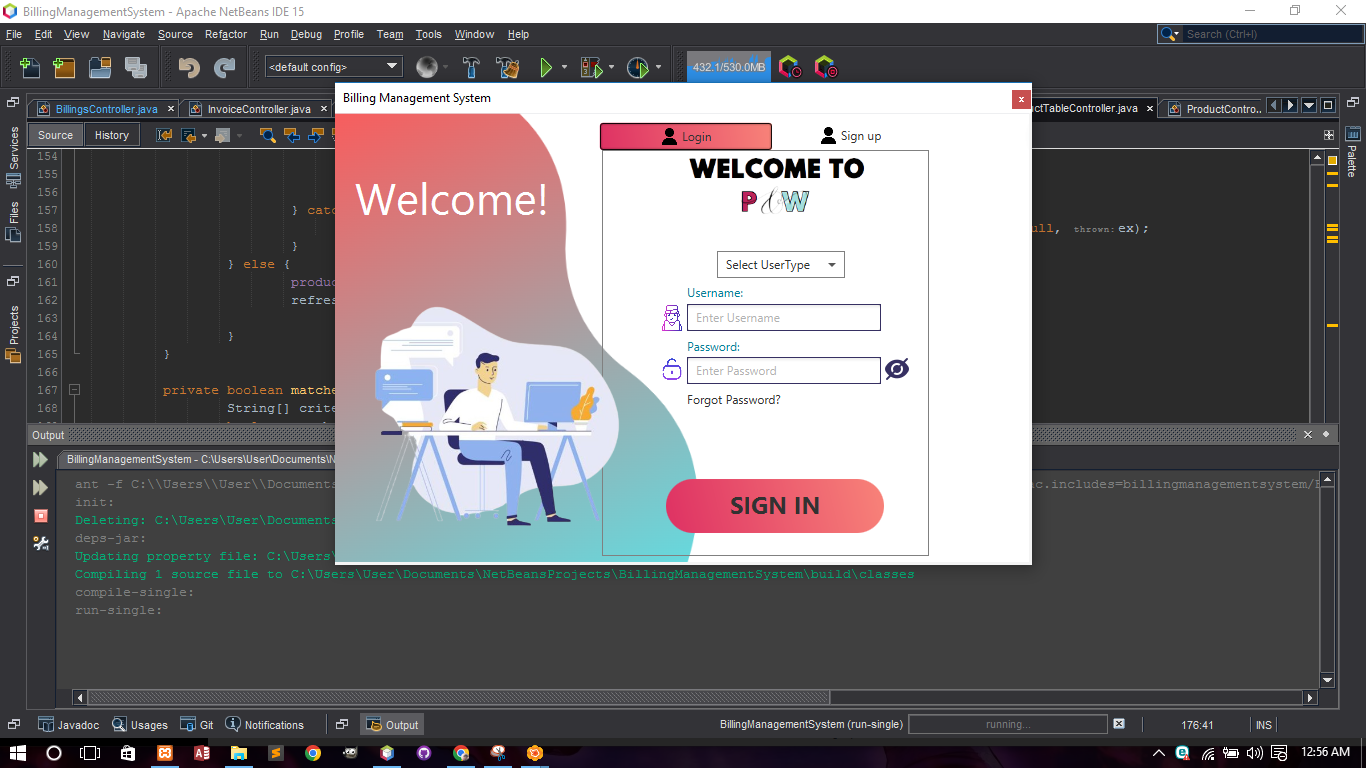 BillingManagementSystem - Apache NetBeans IDE 15
File Edit View Navigate Source Refactor Run Debug Profile Team Tools Window Help
Search (Ctrl+I)
<default config>
432.1/530.0MB
BillingsController.java InvoiceController.java
ctTableController.java ProductContro..
Source History
Services
Files
Projects
Palette
154
155
156
157 } catc
158 ull, thrown: ex);
159 }
160 } else {
161 produc
162 refres
163
164 }
165 }
166
167 private boolean matche
168 String[] crite
Billing Management System
x
Welcome!
Login
Sign up
WELCOME TO
P&W
Select UserType
Username:
Enter Username
Password:
Enter Password
Forgot Password?
SIGN IN
Output
BillingManagementSystem - C:\Users\User\Documents\N
ant -f C:\\Users\\User\\Documents
c.includes=billingmanagementsystem/
init:
Deleting: C:\Users\User\Documents
deps-jar:
Updating property file: C:\Users\
Compiling 1 source file to C:\Users\User\Documents\NetBeansProjects\BillingManagementSystem\build\classes
compile-single:
run-single:
Javadoc Usages Git Notifications Output
BillingManagementSystem (run-single) running... 176:41 INS
12:56 AM